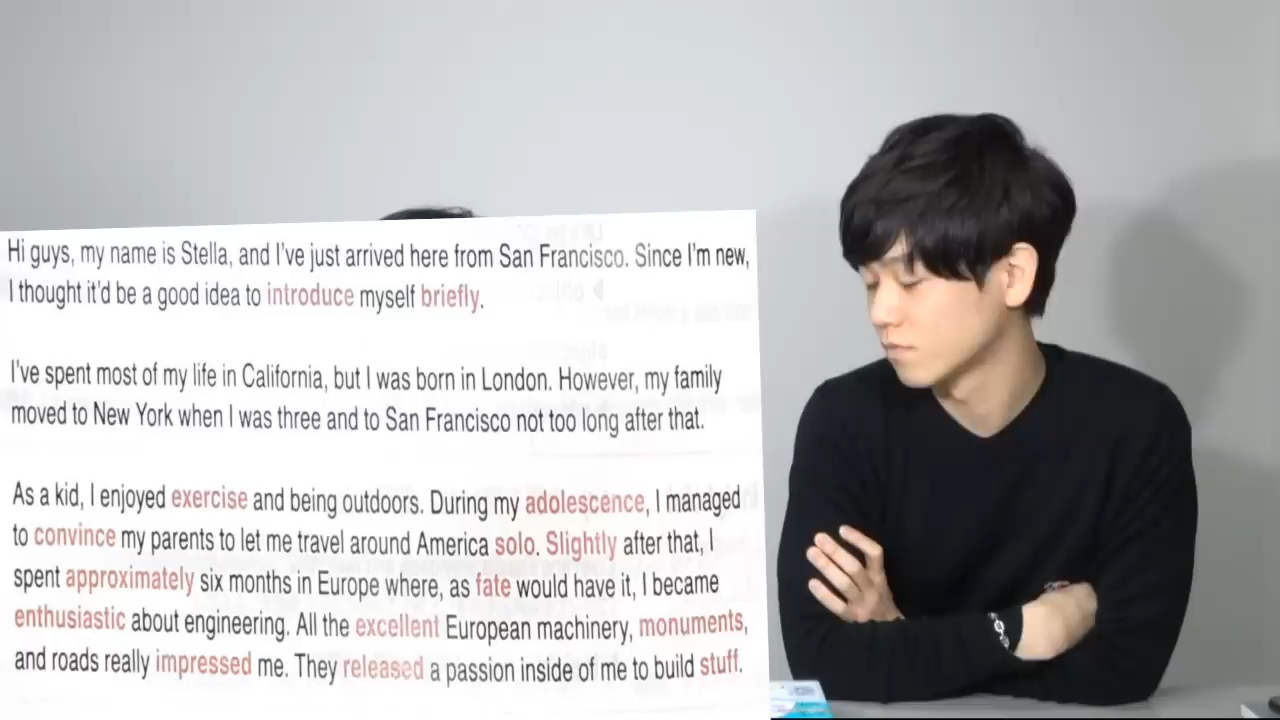 Hi guys, my name is Stella, and I've just arrived here from San Francisco. Since I'm new,
I thought it'd be a good idea to introduce myself briefly.
I've spent most of my life in California, but I was born in London. However, my family
moved to New York when I was three and to San Francisco not too long after that.
As a kid, I enjoyed exercise and being outdoors. During my adolescence, I managed
to convince my parents to let me travel around America solo. Slightly after that, I
spent approximately six months in Europe where, as fate would have it, I became
enthusiastic about engineering. All the excellent European machinery, monuments,
and roads really impressed me. They released a passion inside of me to build stuff.